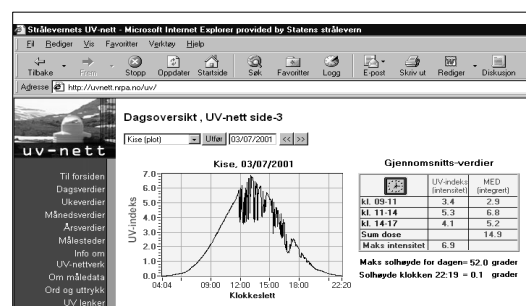 Strålevernets UV-nett - Microsoft Internet Explorer provided by Statens strålevern
Fil Rediger Vis Favoritter Verktøy Hjelp
Tilbake Frem Stopp Oppdater Startside Søk Favoritter Logg E-post Skriv ut Rediger Diskusjon
Adresse http://uvnett.nrpa.no/uv/
uv-nett
Til forsiden
Dagsverdier
Ukeverdier
Månedsverdier
Årsverdier
Målesteder
Info om
UV-nettverk
Om måledata
Ord og uttrykk
UV lenker
Dagsoversikt , UV-nett side-3
Kise (plot) Utfør 03/07/2001 << >>
Kise, 03/07/2001
UV-indeks
7.0
6.0
5.0
4.0
3.0
2.0
1.0
0.0
04:04 07:00 10:00 13:00 16:00 19:00 22:20
Klokkeslett
Gjennomsnitts-verdier
UV-indeks (intensitet) MED (integrert)
kl. 09-11 3.4 2.9
kl. 11-14 5.3 6.8
kl. 14-17 4.1 5.2
Sum dose 14.9
Maks intensitet 6.9
Maks solhøyde for dagen= 52.0 grader
Solhøyde klokken 22:19 = 0.1 grader